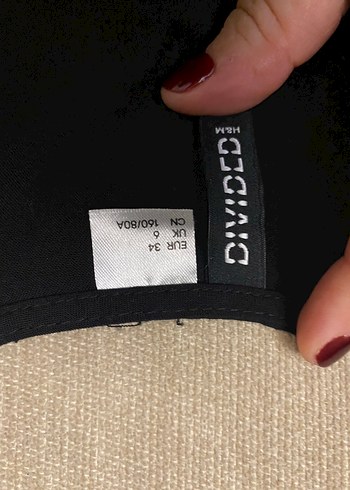 DIVIDED
H&M
EUR 34
UK 6
CN 160/80A